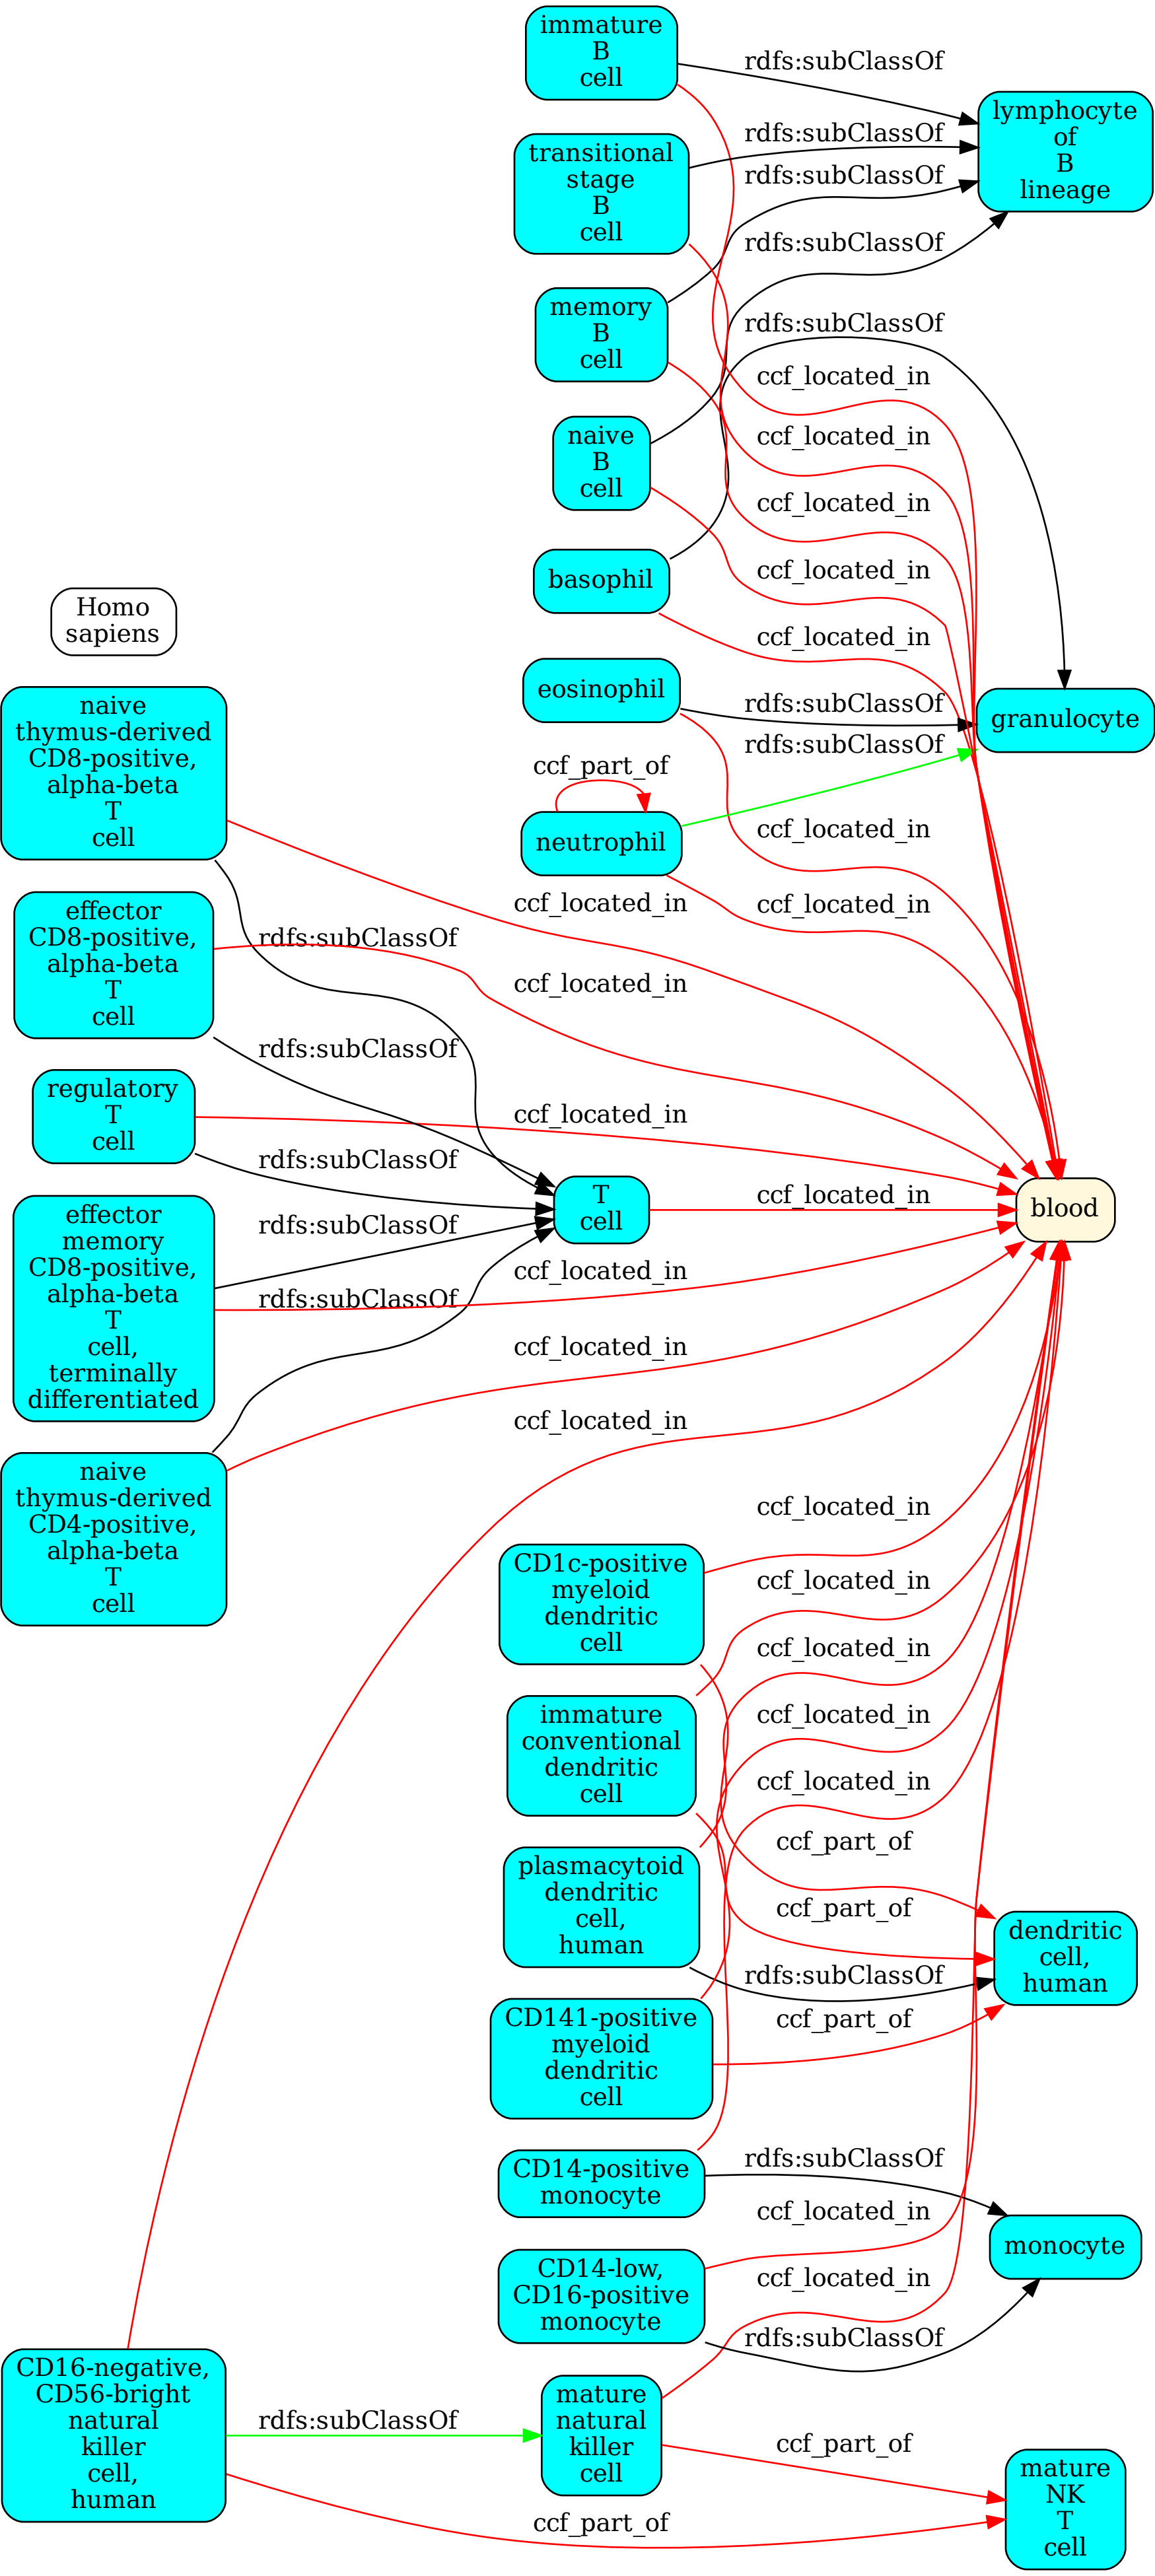 immature
B
cell
rdfs:subClassOf
lymphocyte
of
B
lineage
transitional
stage
B
cell
rdfs:subClassOf
rdfs:subClassOf
rdfs:subClassOf
memory
B
cell
rdfs:subClassOf
ccf_located_in
naive
B
cell
ccf_located_in
ccf_located_in
basophil
ccf_located_in
Homo
sapiens
ccf_located_in
eosinophil
rdfs:subClassOf
granulocyte
rdfs:subClassOf
ccf_part_of
neutrophil
ccf_located_in
naive
thymus-derived
CD8-positive,
alpha-beta
T
cell
ccf_located_in
ccf_located_in
effector
CD8-positive,
alpha-beta
T
cell
rdfs:subClassOf
ccf_located_in
rdfs:subClassOf
regulatory
T
cell
ccf_located_in
rdfs:subClassOf
T
cell
ccf_located_in
blood
effector
memory
CD8-positive,
alpha-beta
T
cell,
terminally
differentiated
rdfs:subClassOf
ccf_located_in
rdfs:subClassOf
ccf_located_in
ccf_located_in
naive
thymus-derived
CD4-positive,
alpha-beta
T
cell
ccf_located_in
CD1c-positive
myeloid
dendritic
cell
ccf_located_in
ccf_located_in
immature
conventional
dendritic
cell
ccf_located_in
ccf_located_in
ccf_part_of
plasmacytoid
dendritic
cell,
human
ccf_part_of
dendritic
cell,
human
rdfs:subClassOf
ccf_part_of
CD141-positive
myeloid
dendritic
cell
CD14-positive
monocyte
rdfs:subClassOf
ccf_located_in
monocyte
CD14-low,
CD16-positive
monocyte
ccf_located_in
rdfs:subClassOf
CD16-negative,
CD56-bright
natural
killer
cell,
human
rdfs:subClassOf
mature
natural
killer
cell
ccf_part_of
mature
NK
T
cell
ccf_part_of